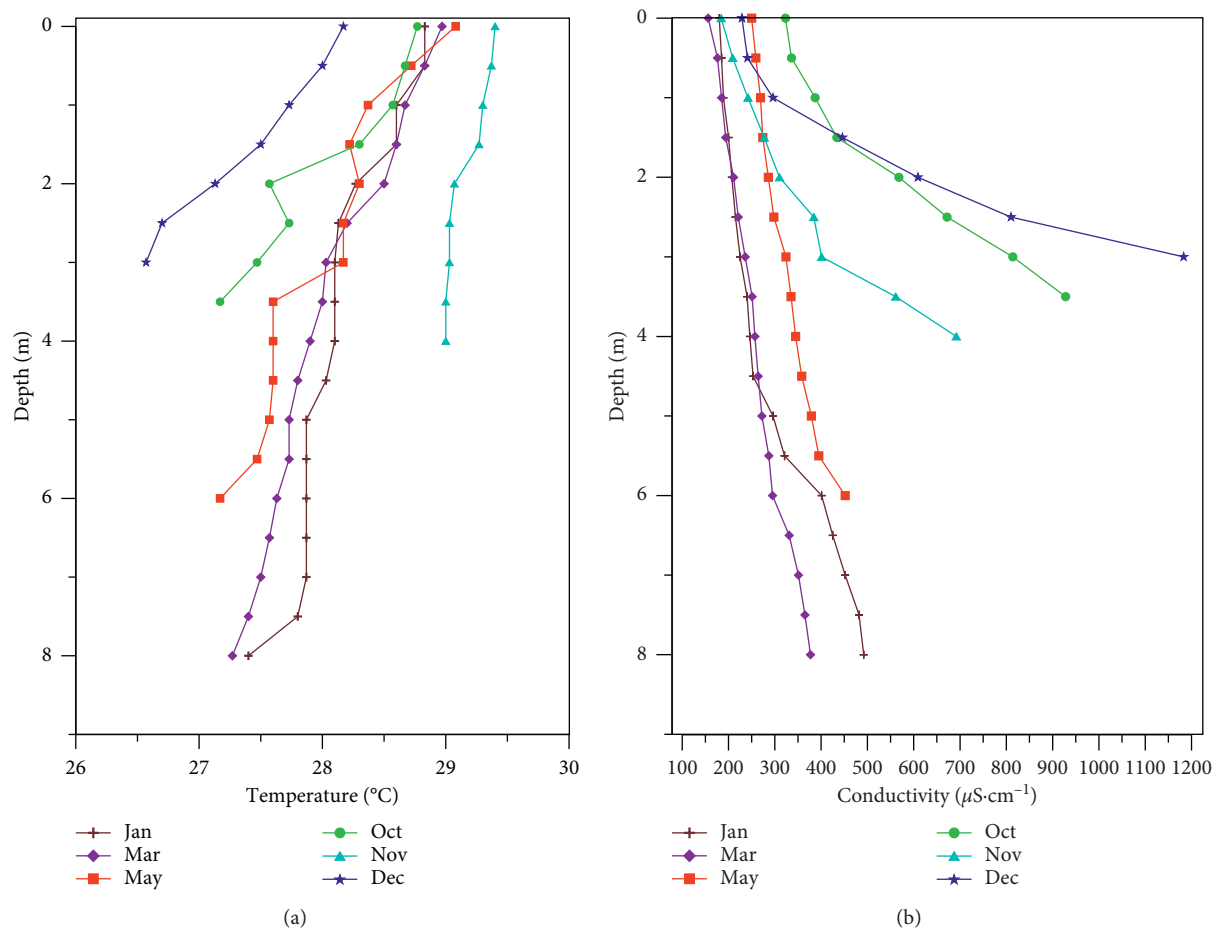 0
2
4
6
8
Depth (m)
26 27 28 29 30
Temperature (°C)
Jan
Mar
May
Oct
Nov
Dec
(a)
0
2
4
6
8
Depth (m)
100 200 300 400 500 600 700 800 900 1000 1100 1200
Conductivity (μS·cm⁻¹)
Jan
Mar
May
Oct
Nov
Dec
(b)